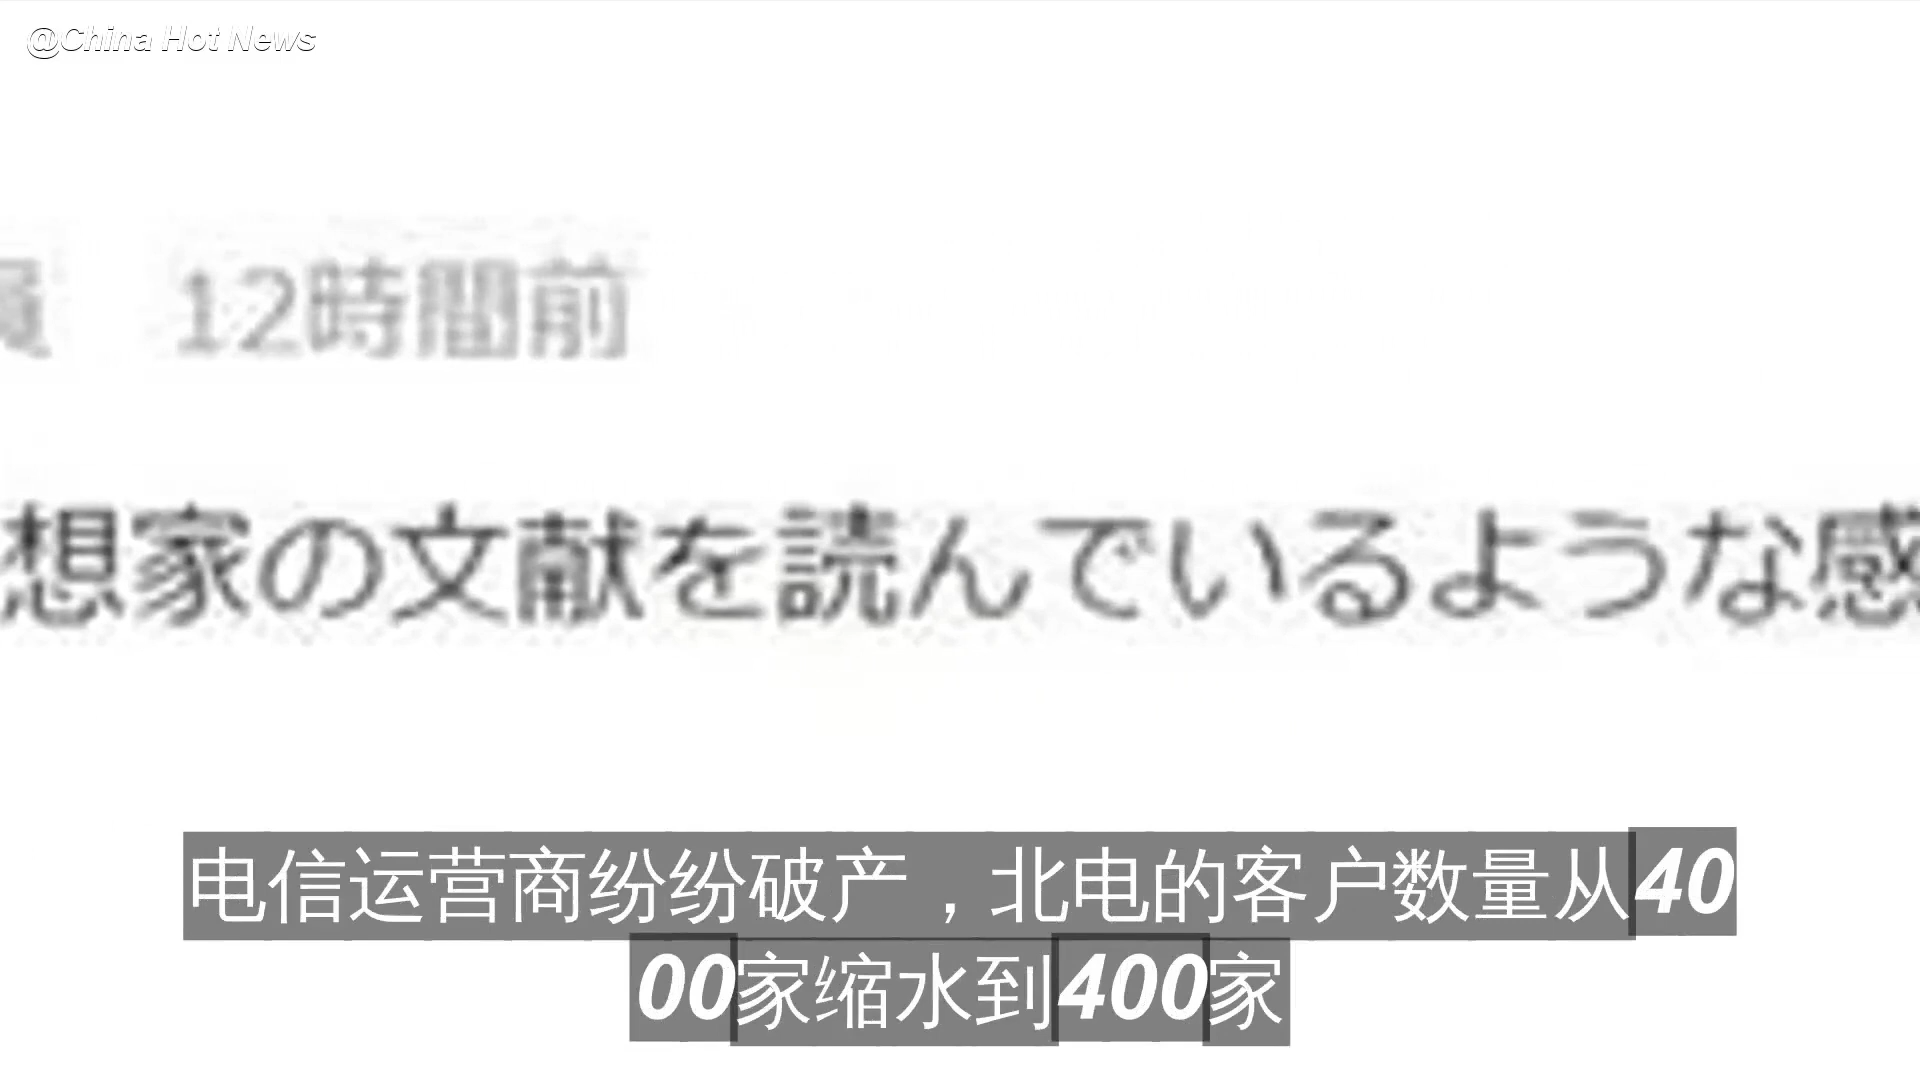 @China Hot News
員 12時間前
想家の文献を読んでいるような感
电信运营商纷纷破产，北电的客户数量从40
00家缩水到400家